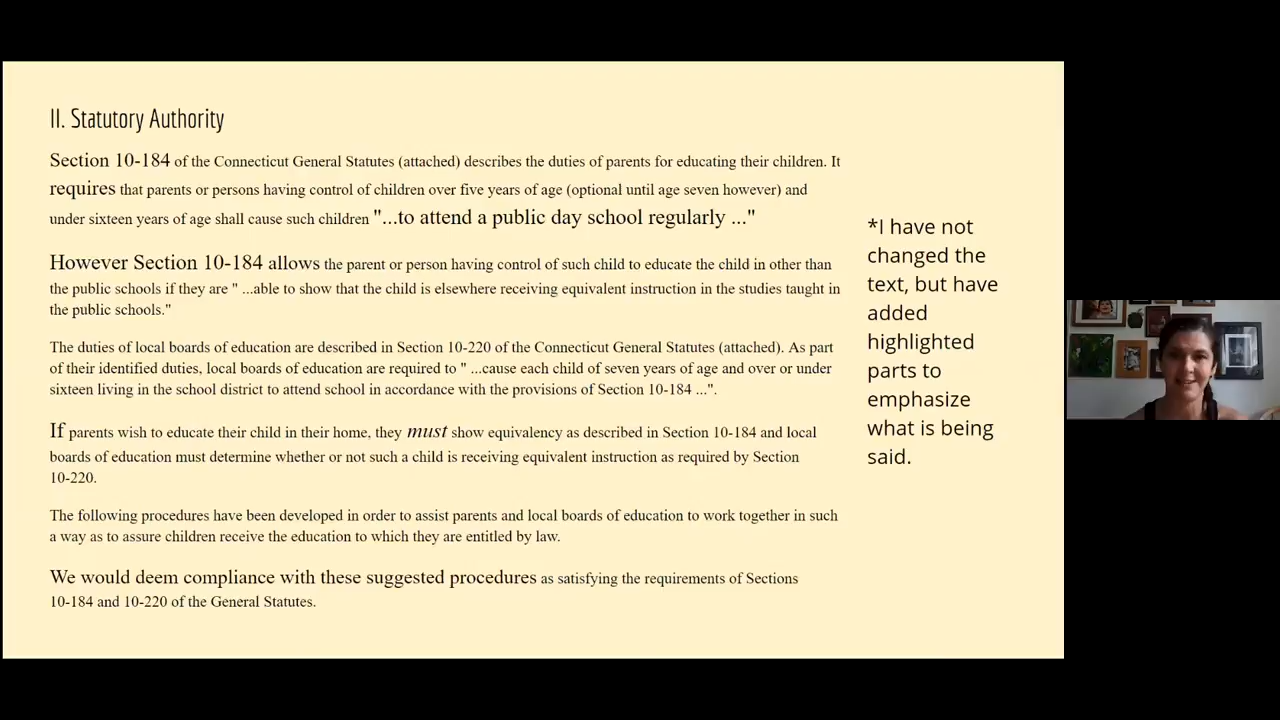 II. Statutory Authority
Section 10-184 of the Connecticut General Statutes (attached) describes the duties of parents for educating their children. It
requires that parents or persons having control of children over five years of age (optional until age seven however) and
under sixteen years of age shall cause such children "...to attend a public day school regularly ..."
However Section 10-184 allows the parent or person having control of such child to educate the child in other than
the public schools if they are " ...able to show that the child is elsewhere receiving equivalent instruction in the studies taught in
the public schools."
The duties of local boards of education are described in Section 10-220 of the Connecticut General Statutes (attached). As part
of their identified duties, local boards of education are required to " ...cause each child of seven years of age and over or under
sixteen living in the school district to attend school in accordance with the provisions of Section 10-184 ...".
If parents wish to educate their child in their home, they must show equivalency as described in Section 10-184 and local
boards of education must determine whether or not such a child is receiving equivalent instruction as required by Section
10-220.
The following procedures have been developed in order to assist parents and local boards of education to work together in such
a way as to assure children receive the education to which they are entitled by law.
We would deem compliance with these suggested procedures as satisfying the requirements of Sections
10-184 and 10-220 of the General Statutes.
*I have not
changed the
text, but have
added
highlighted
parts to
emphasize
what is being
said.